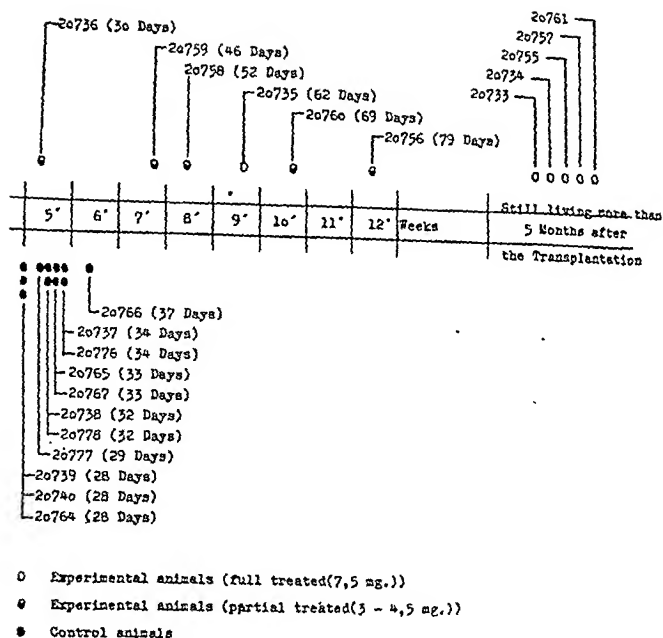 20761
20736 (30 Days)
20757
20759 (46 Days)
20755
20758 (52 Days)
20734
20735 (62 Days)
20733
20760 (69 Days)
20756 (79 Days)
5" 6" 7" 8" 9" 10" 11" 12" Weeks
Still living more than
5 Months after
the Transplantation
20766 (37 Days)
20737 (34 Days)
20776 (34 Days)
20765 (33 Days)
20767 (33 Days)
20738 (32 Days)
20778 (32 Days)
20777 (29 Days)
20739 (28 Days)
20740 (28 Days)
20764 (28 Days)
Experimental animals (full treated(7,5 mg.))
Experimental animals (partial treated(3 - 4,5 mg.))
Control animals